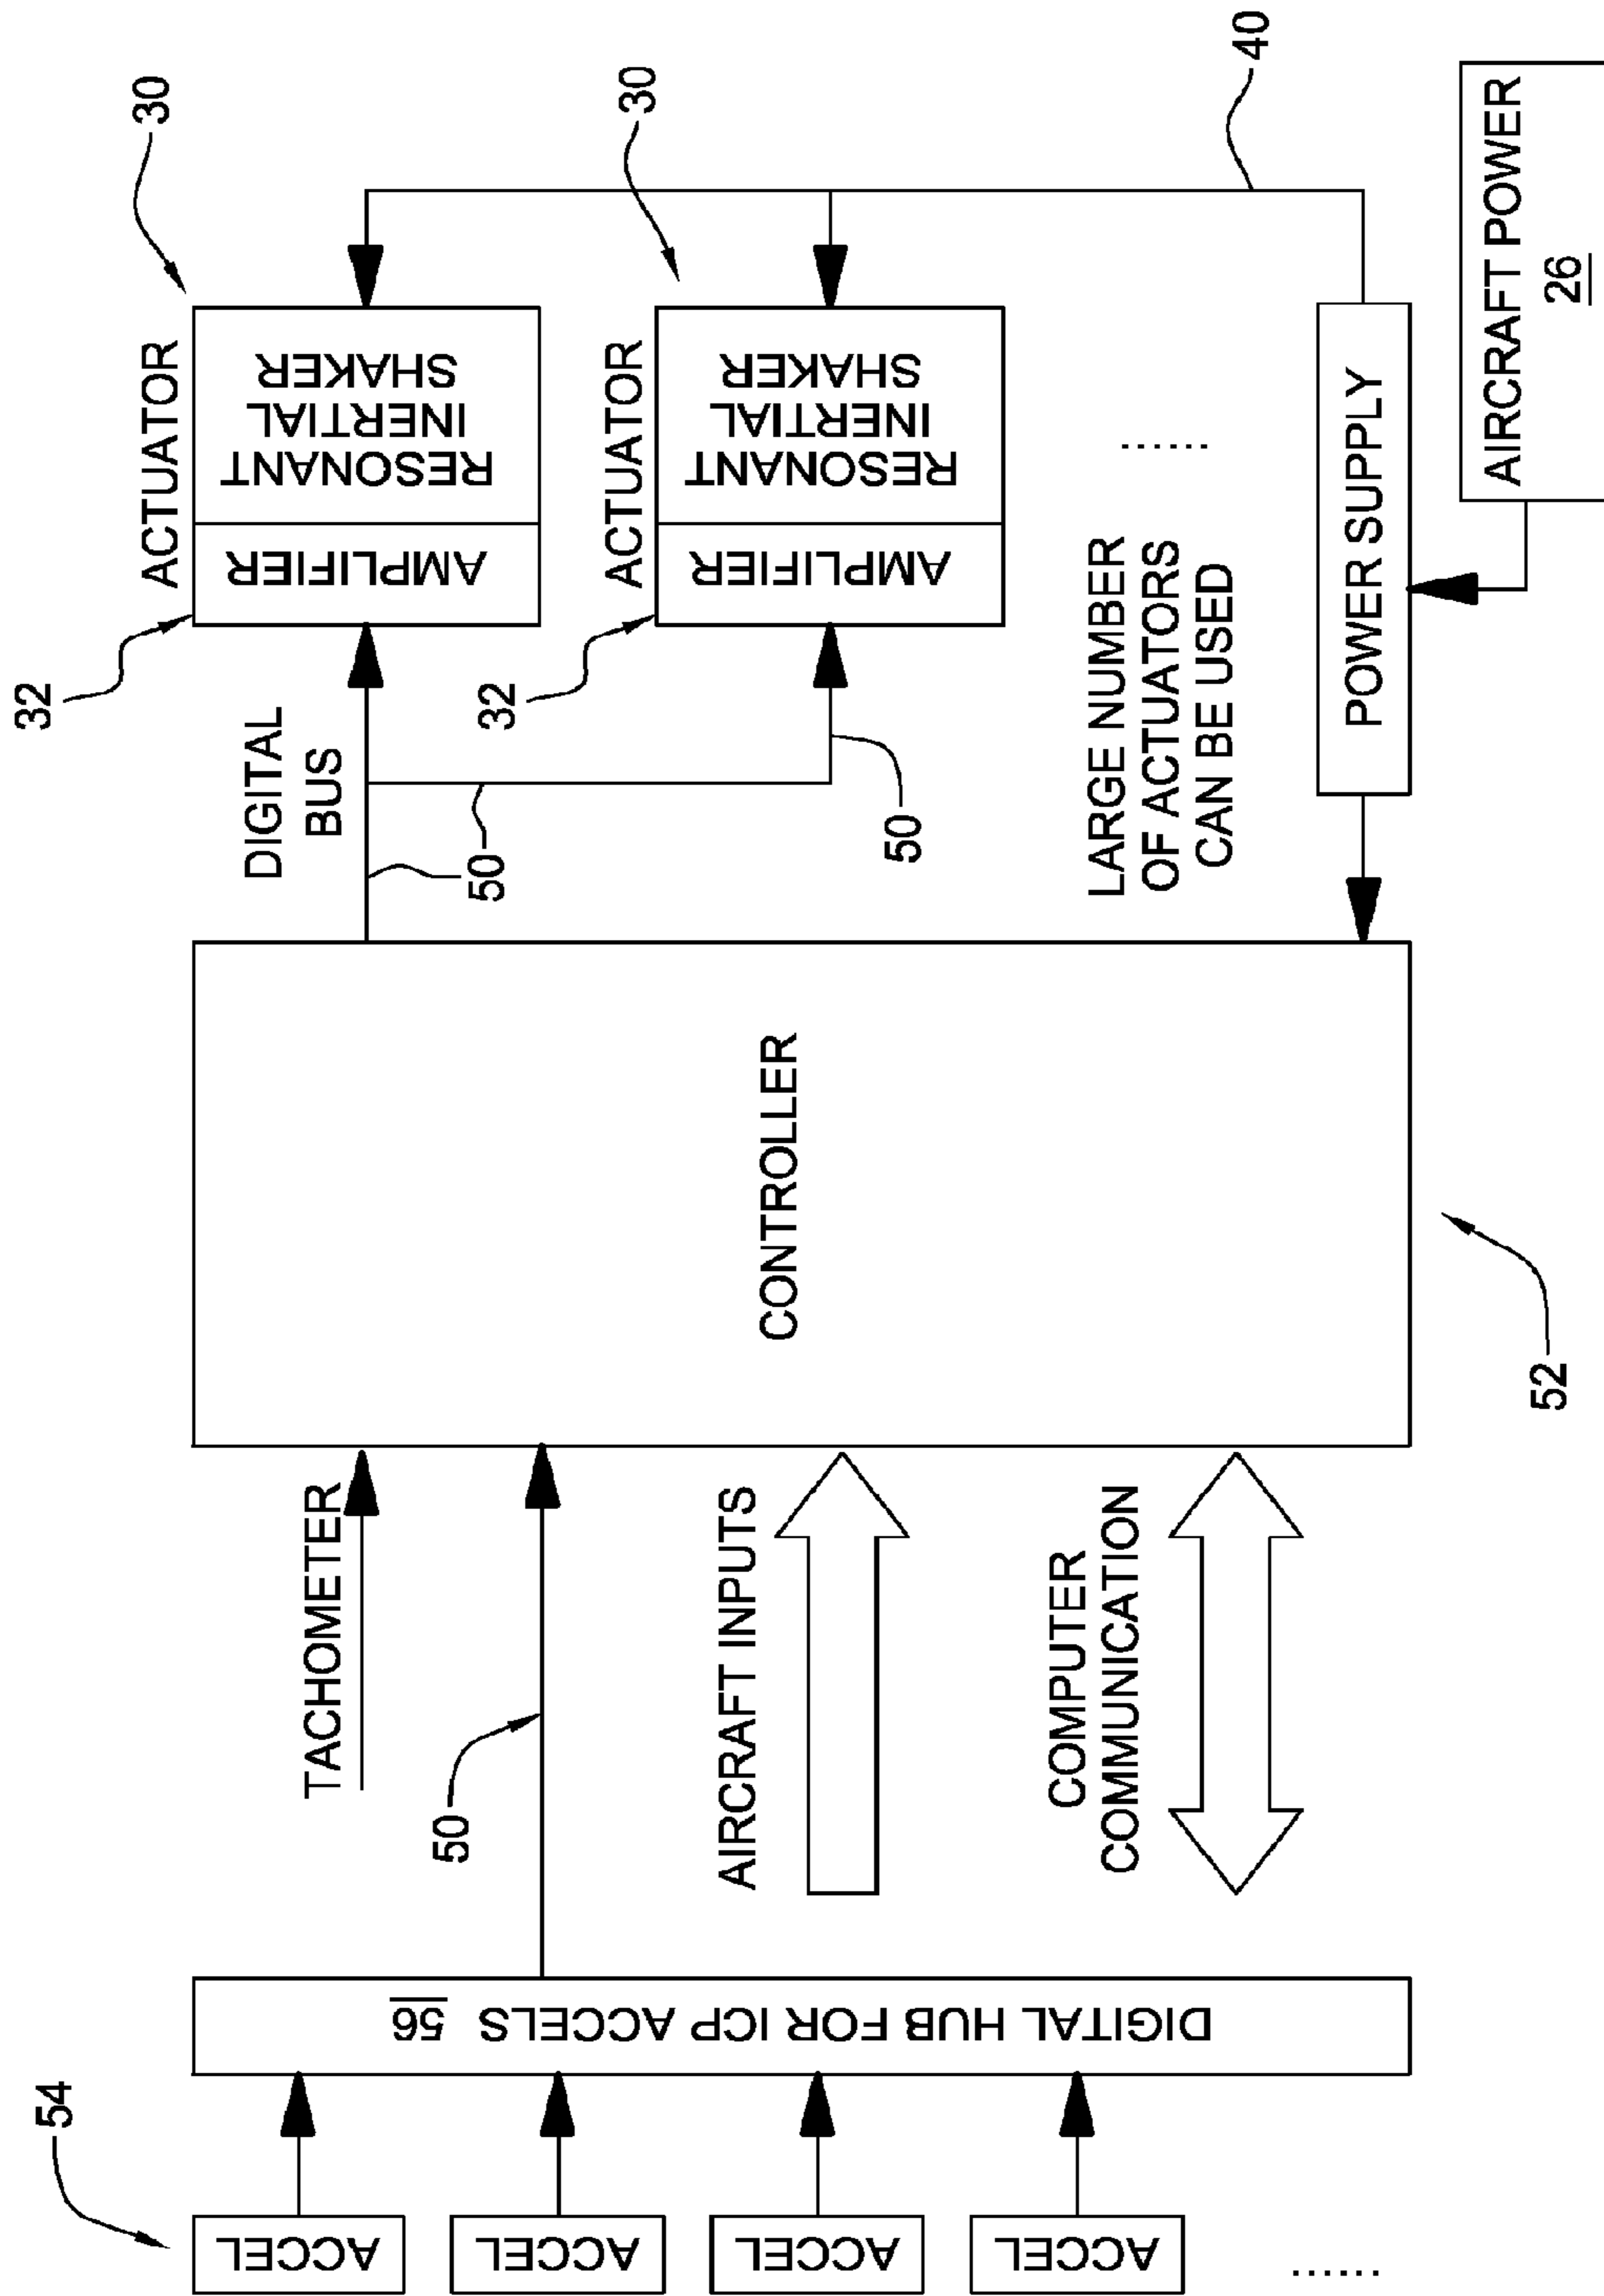 54
ACCEL
ACCEL
ACCEL
ACCEL
......
DIGITAL HUB FOR ICP ACCELS 56
TACHOMETER
50
AIRCRAFT INPUTS
COMPUTER
COMMUNICATION
CONTROLLER
52
DIGITAL
BUS
50
50
32
ACTUATOR
30
AMPLIFIER
RESONANT
INERTIAL
SHAKER
32
ACTUATOR
30
AMPLIFIER
RESONANT
INERTIAL
SHAKER
......
LARGE NUMBER
OF ACTUATORS
CAN BE USED
40
POWER SUPPLY
AIRCRAFT POWER
26